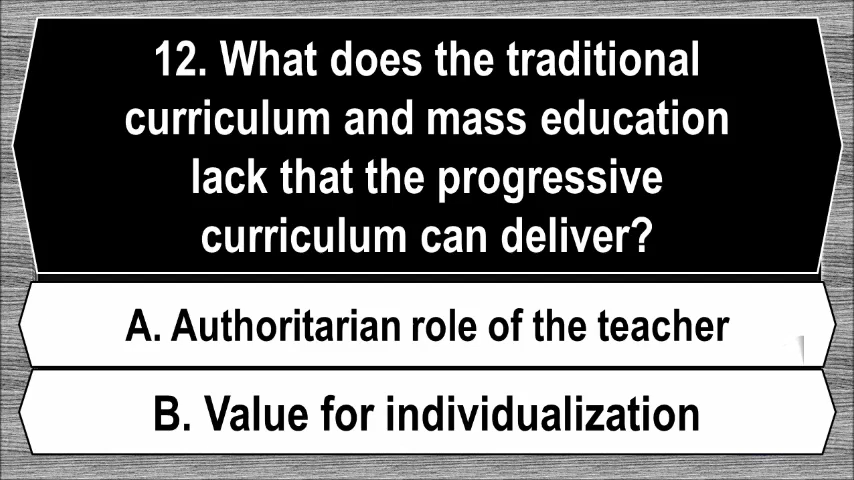 12. What does the traditional
curriculum and mass education
lack that the progressive
curriculum can deliver?
A. Authoritarian role of the teacher
B. Value for individualization